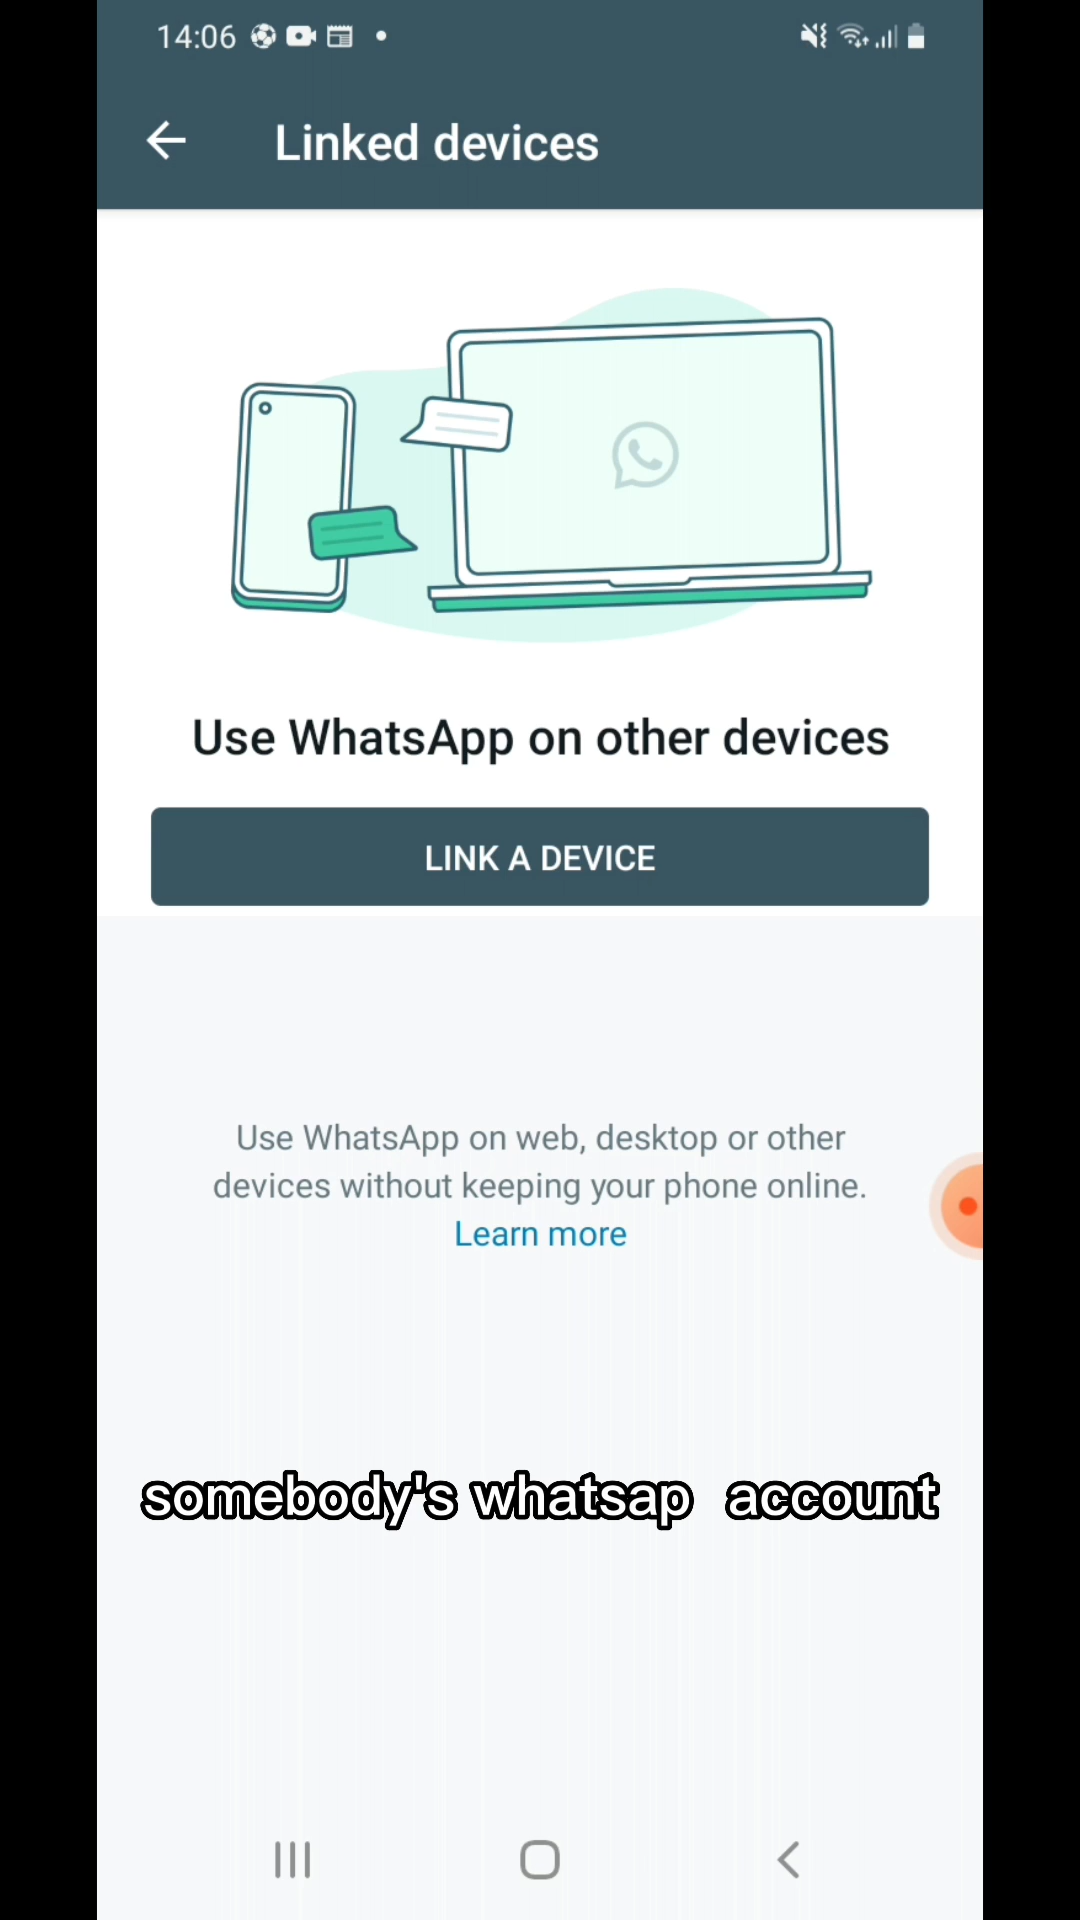 14:06
Linked devices
Use WhatsApp on other devices
LINK A DEVICE
Use WhatsApp on web, desktop or other
devices without keeping your phone online.
Learn more
somebody's whatsap account